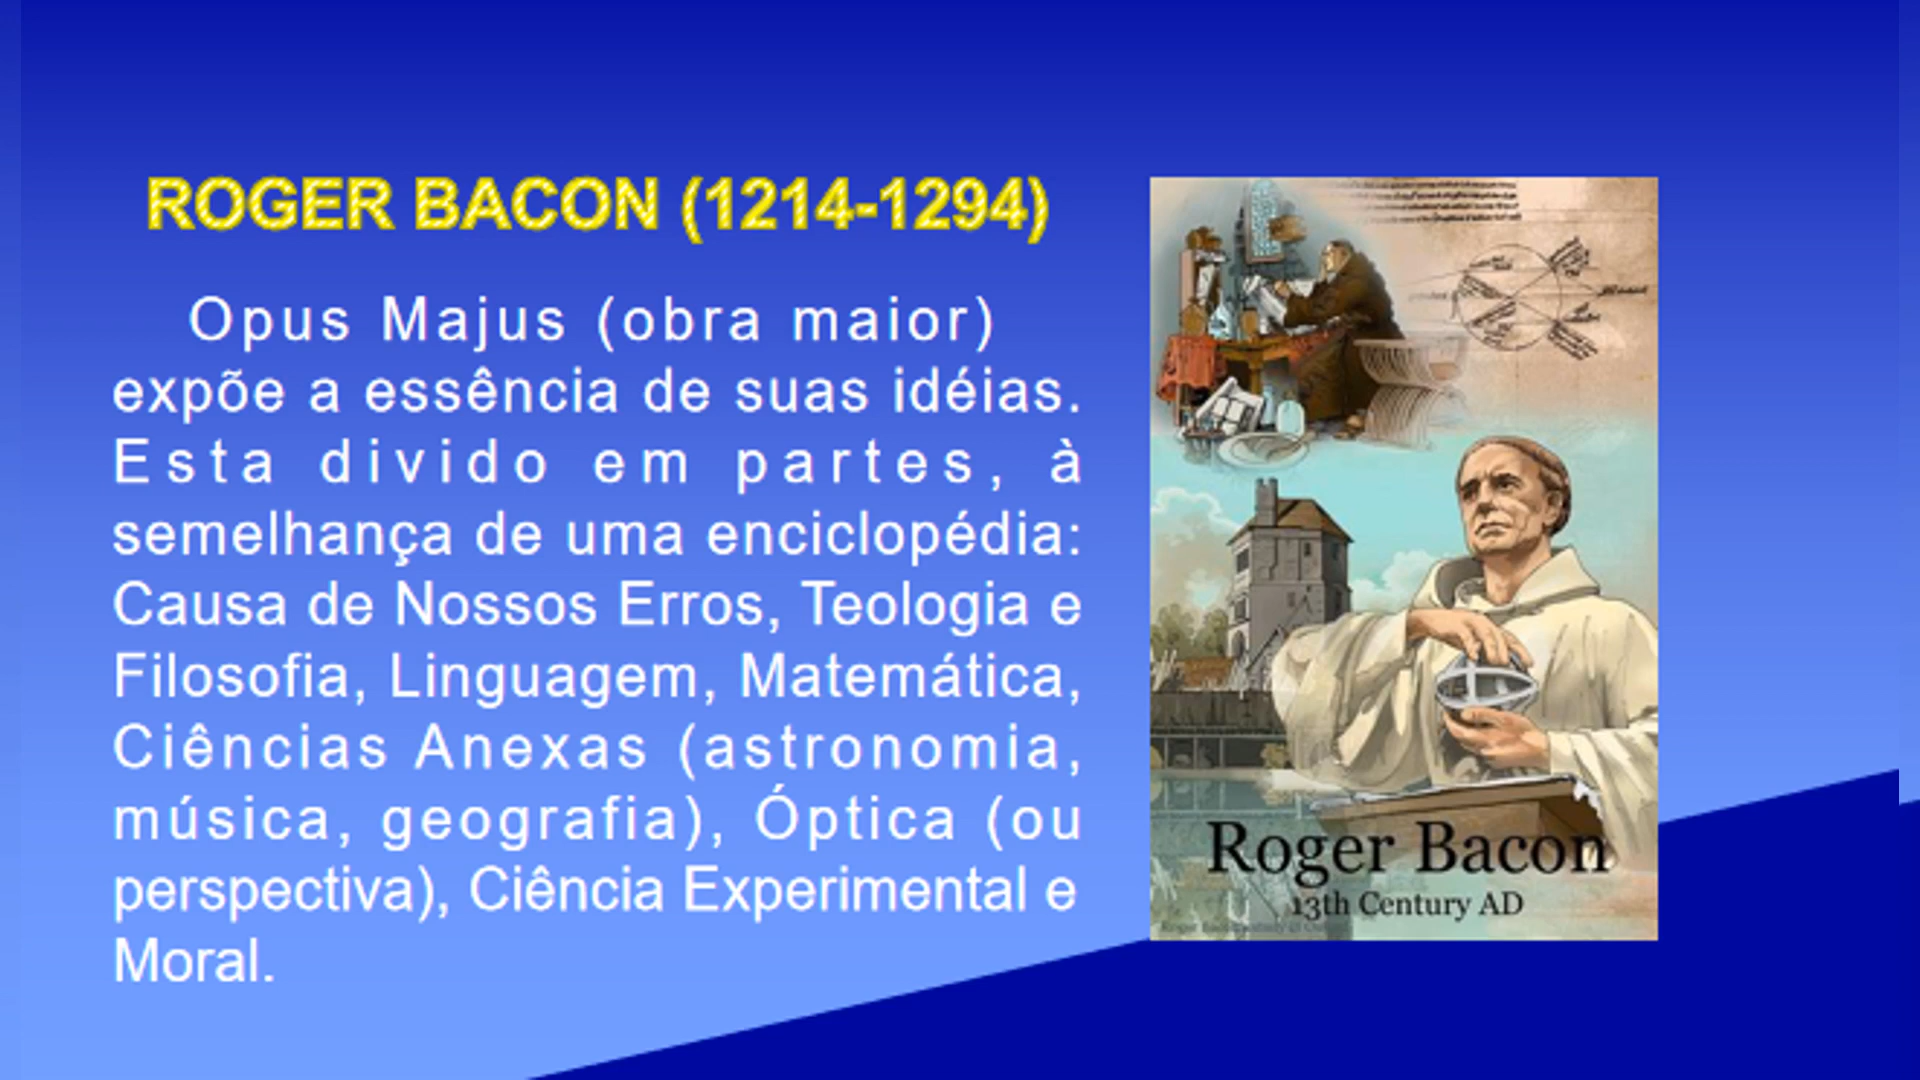 ROGER BACON (1214-1294)
Opus Majus (obra maior)
expõe a essência de suas idéias.
Esta divido em partes, à
semelhança de uma enciclopédia:
Causa de Nossos Erros, Teologia e
Filosofia, Linguagem, Matemática,
Ciências Anexas (astronomia,
música, geografia), Óptica (ou
perspectiva), Ciência Experimental e
Moral.
Roger Bacon
13th Century AD